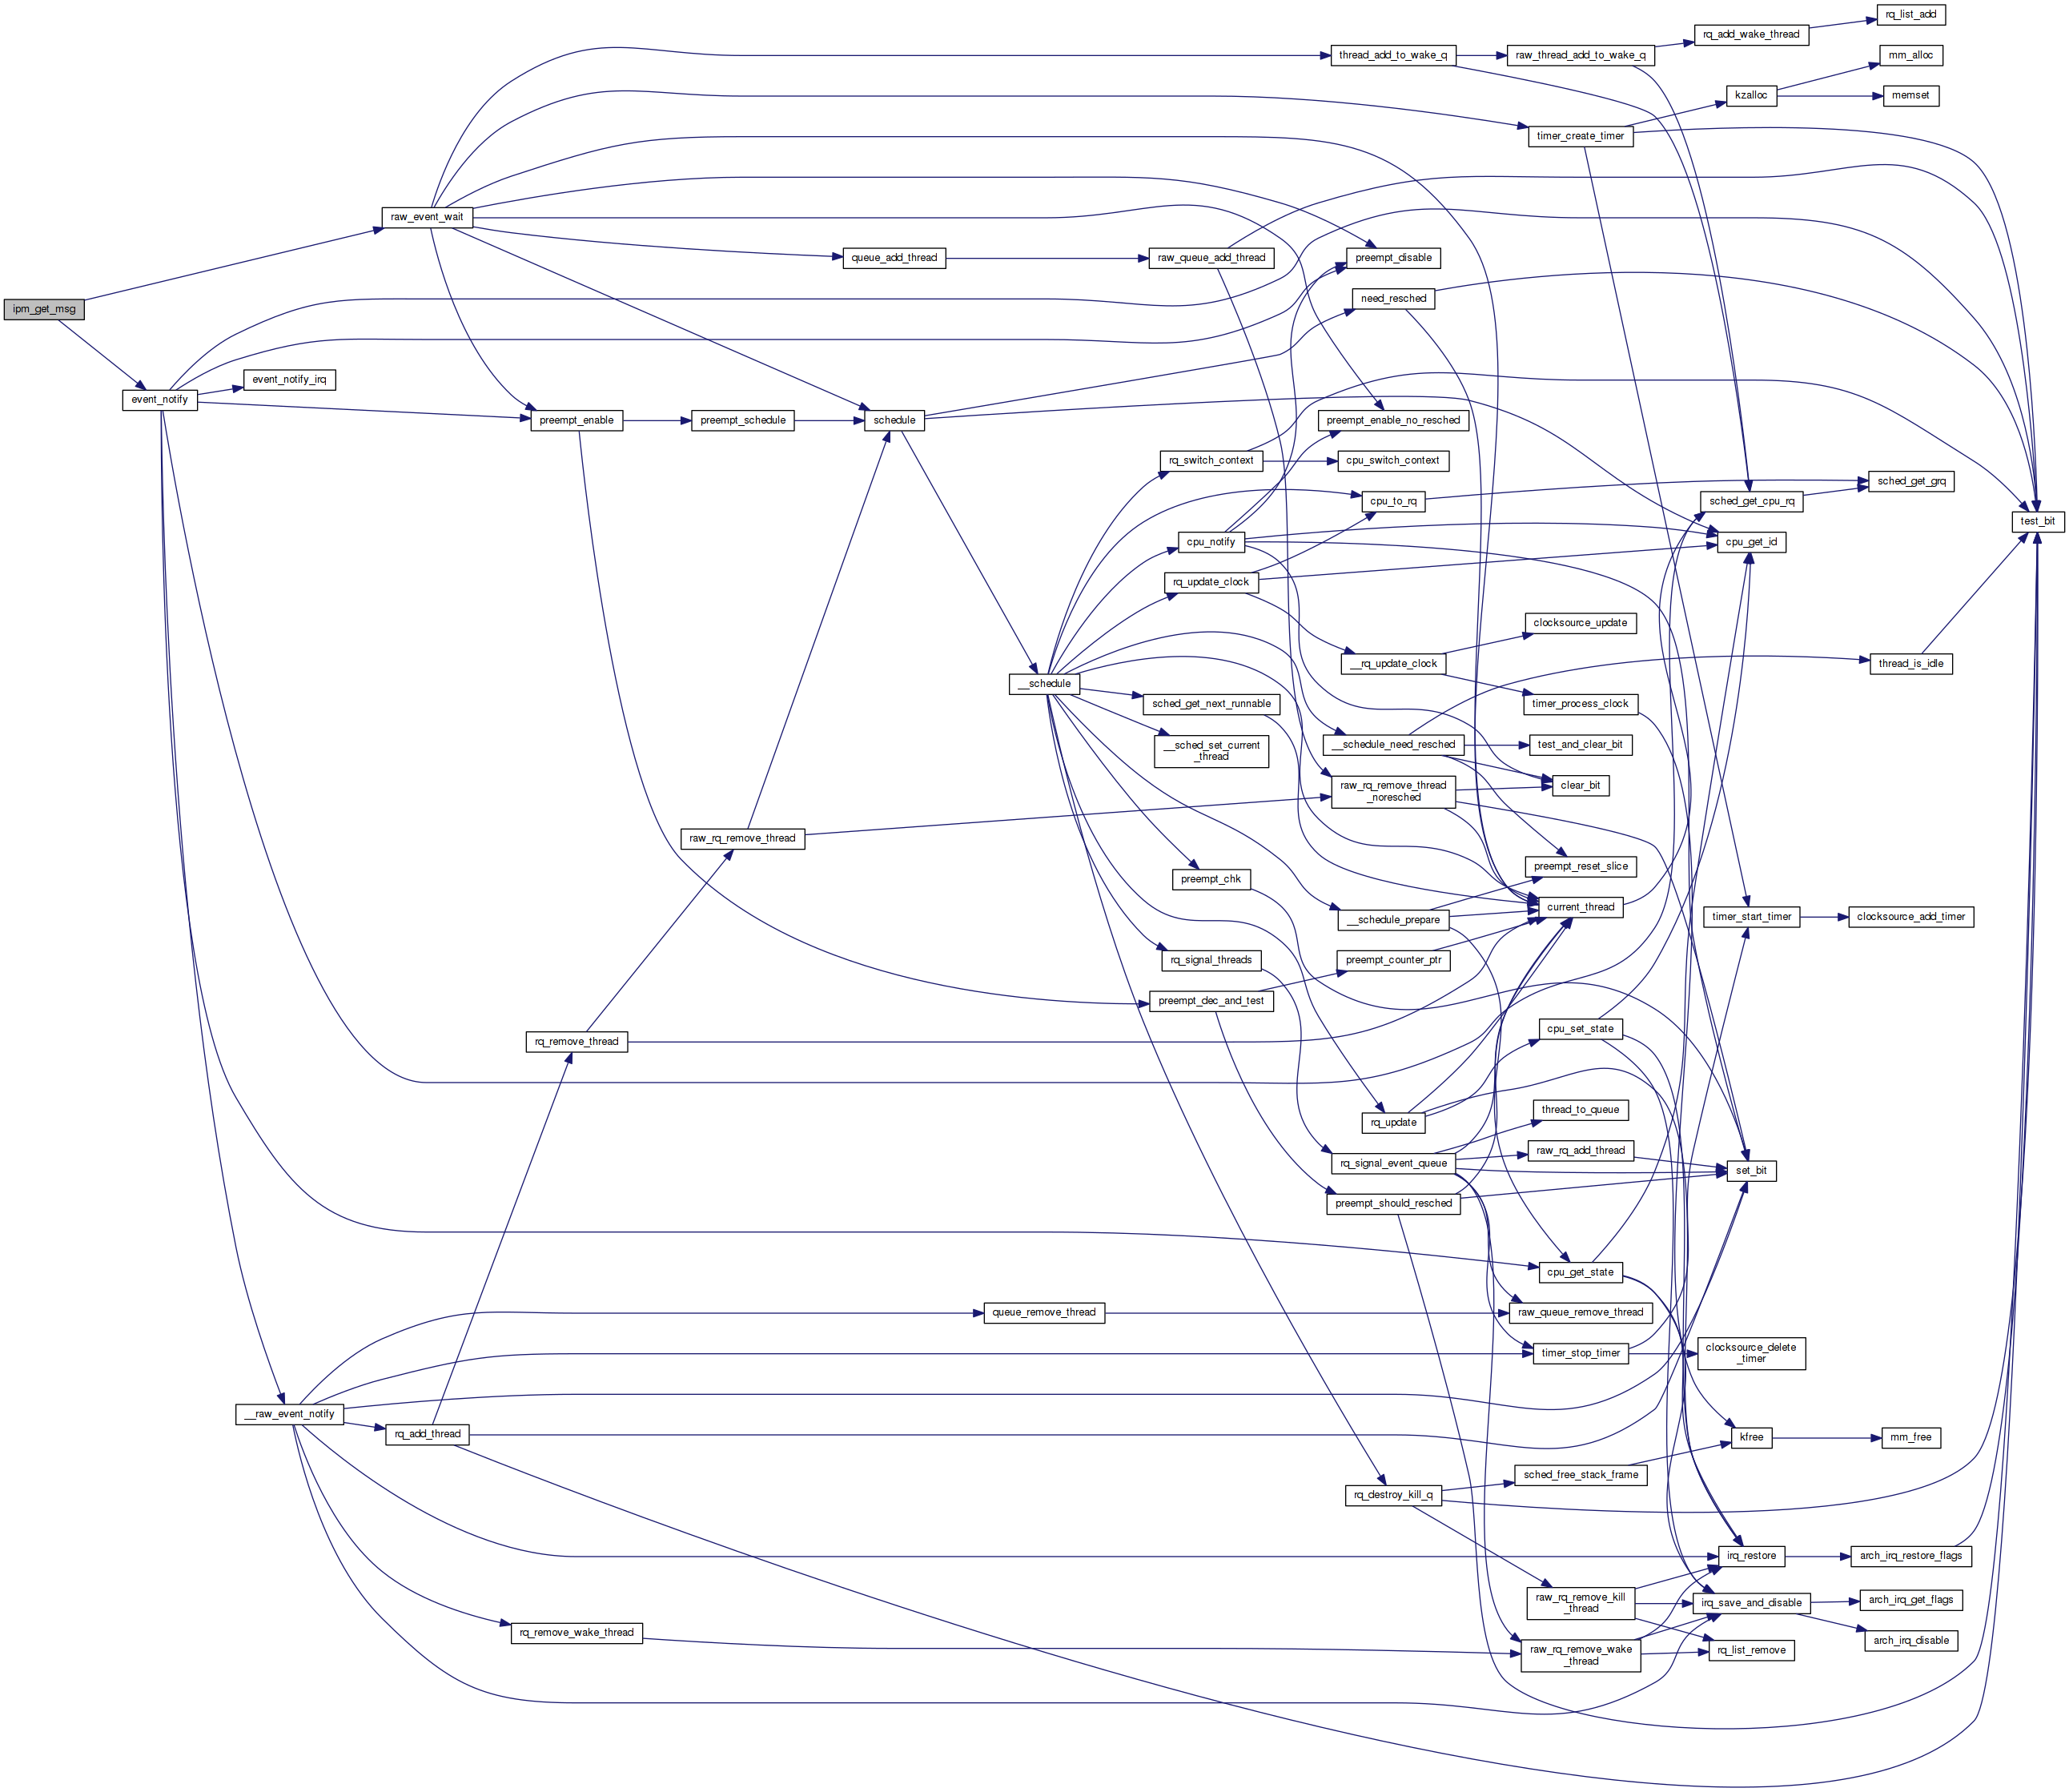 rq_list_add
rq_add_wake_thread
thread_add_to_wake_q
raw_thread_add_to_wake_q
mm_alloc
kzalloc
memset
timer_create_timer
raw_event_wait
queue_add_thread
raw_queue_add_thread
preempt_disable
need_resched
ipm_get_msg
event_notify_irq
event_notify
preempt_enable
preempt_schedule
schedule
preempt_enable_no_resched
rq_switch_context
cpu_switch_context
sched_get_grq
cpu_to_rq
sched_get_cpu_rq
test_bit
cpu_notify
cpu_get_id
rq_update_clock
clocksource_update
__rq_update_clock
thread_is_idle
__schedule
sched_get_next_runnable
timer_process_clock
__sched_set_current
_thread
__schedule_need_resched
test_and_clear_bit
raw_rq_remove_thread
_noresched
clear_bit
raw_rq_remove_thread
preempt_reset_slice
preempt_chk
current_thread
__schedule_prepare
timer_start_timer
clocksource_add_timer
rq_signal_threads
preempt_counter_ptr
preempt_dec_and_test
rq_remove_thread
cpu_set_state
thread_to_queue
rq_update
raw_rq_add_thread
rq_signal_event_queue
set_bit
preempt_should_resched
cpu_get_state
queue_remove_thread
raw_queue_remove_thread
timer_stop_timer
clocksource_delete
_timer
__raw_event_notify
rq_add_thread
kfree
mm_free
sched_free_stack_frame
rq_destroy_kill_q
irq_restore
arch_irq_restore_flags
raw_rq_remove_kill
_thread
irq_save_and_disable
arch_irq_get_flags
rq_remove_wake_thread
raw_rq_remove_wake
_thread
rq_list_remove
arch_irq_disable